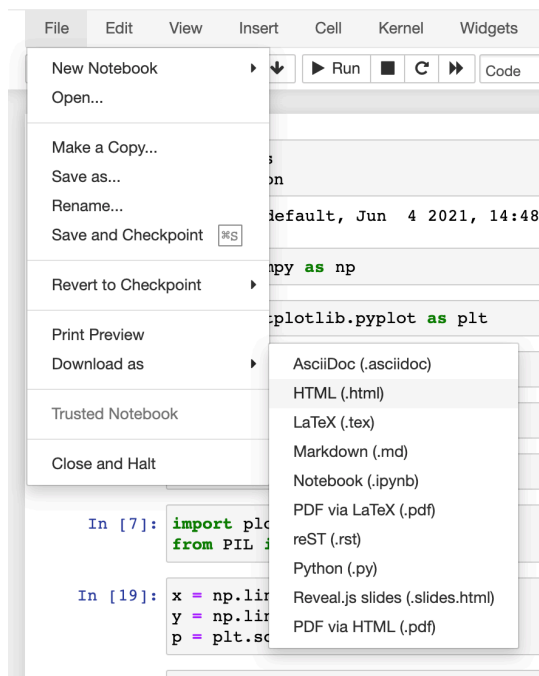 File Edit View Insert Cell Kernel Widgets
New Notebook
Run Code
Open...
Make a Copy...
Save as...
on
Rename...
default, Jun 4 2021, 14:48
Save and Checkpoint ⌘S
as np
Revert to Checkpoint
tplotlib.pyplot as plt
Print Preview
Download as
AsciiDoc (.asciidoc)
HTML (.html)
Trusted Notebook
LaTeX (.tex)
Markdown (.md)
Close and Halt
Notebook (.ipynb)
PDF via LaTeX (.pdf)
In [7]: import plo
from PIL i
reST (.rst)
Python (.py)
In [19]: x = np.lin
y = np.lin
p = plt.sc
Reveal.js slides (.slides.html)
PDF via HTML (.pdf)